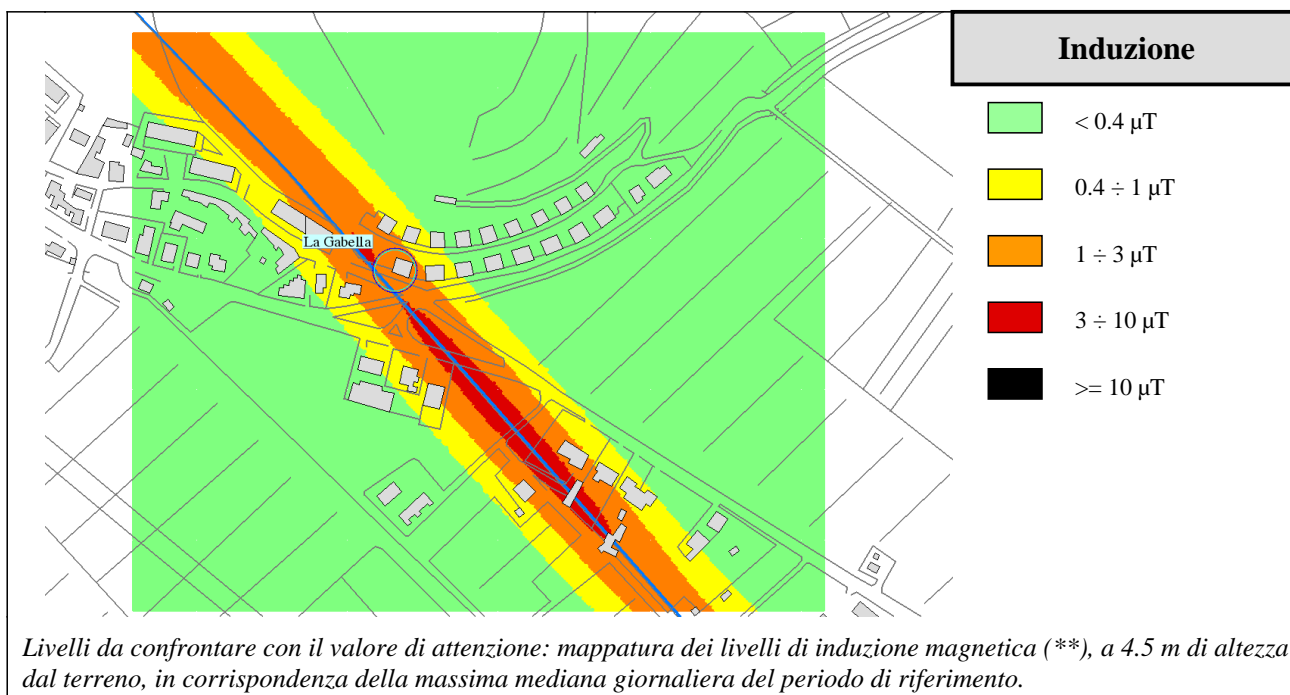 Induzione
< 0.4 µT
0.4 ÷ 1 µT
1 ÷ 3 µT
3 ÷ 10 µT
>= 10 µT
La Gabella
Livelli da confrontare con il valore di attenzione: mappatura dei livelli di induzione magnetica (**), a 4.5 m di altezza
dal terreno, in corrispondenza della massima mediana giornaliera del periodo di riferimento.